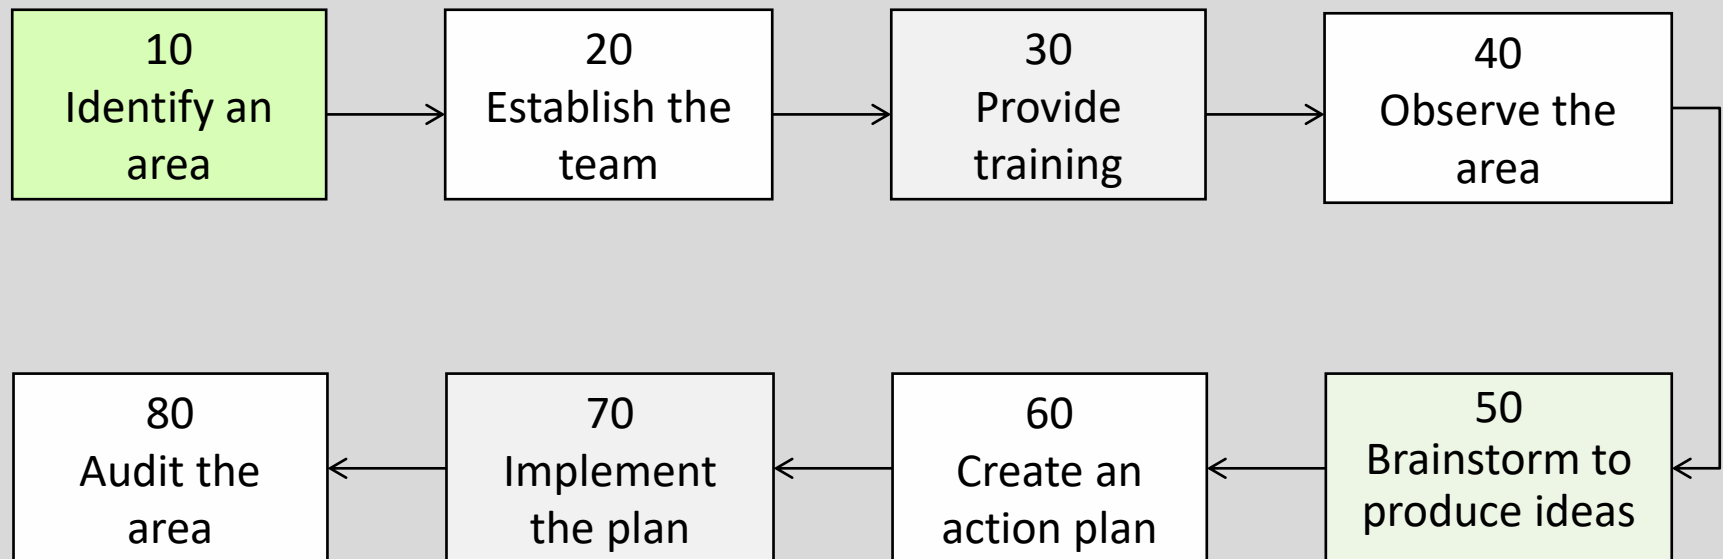 10
Identify an
area
20
Establish the
team
30
Provide
training
40
Observe the
area
50
Brainstorm to
produce ideas
60
Create an
action plan
70
Implement
the plan
80
Audit the
area